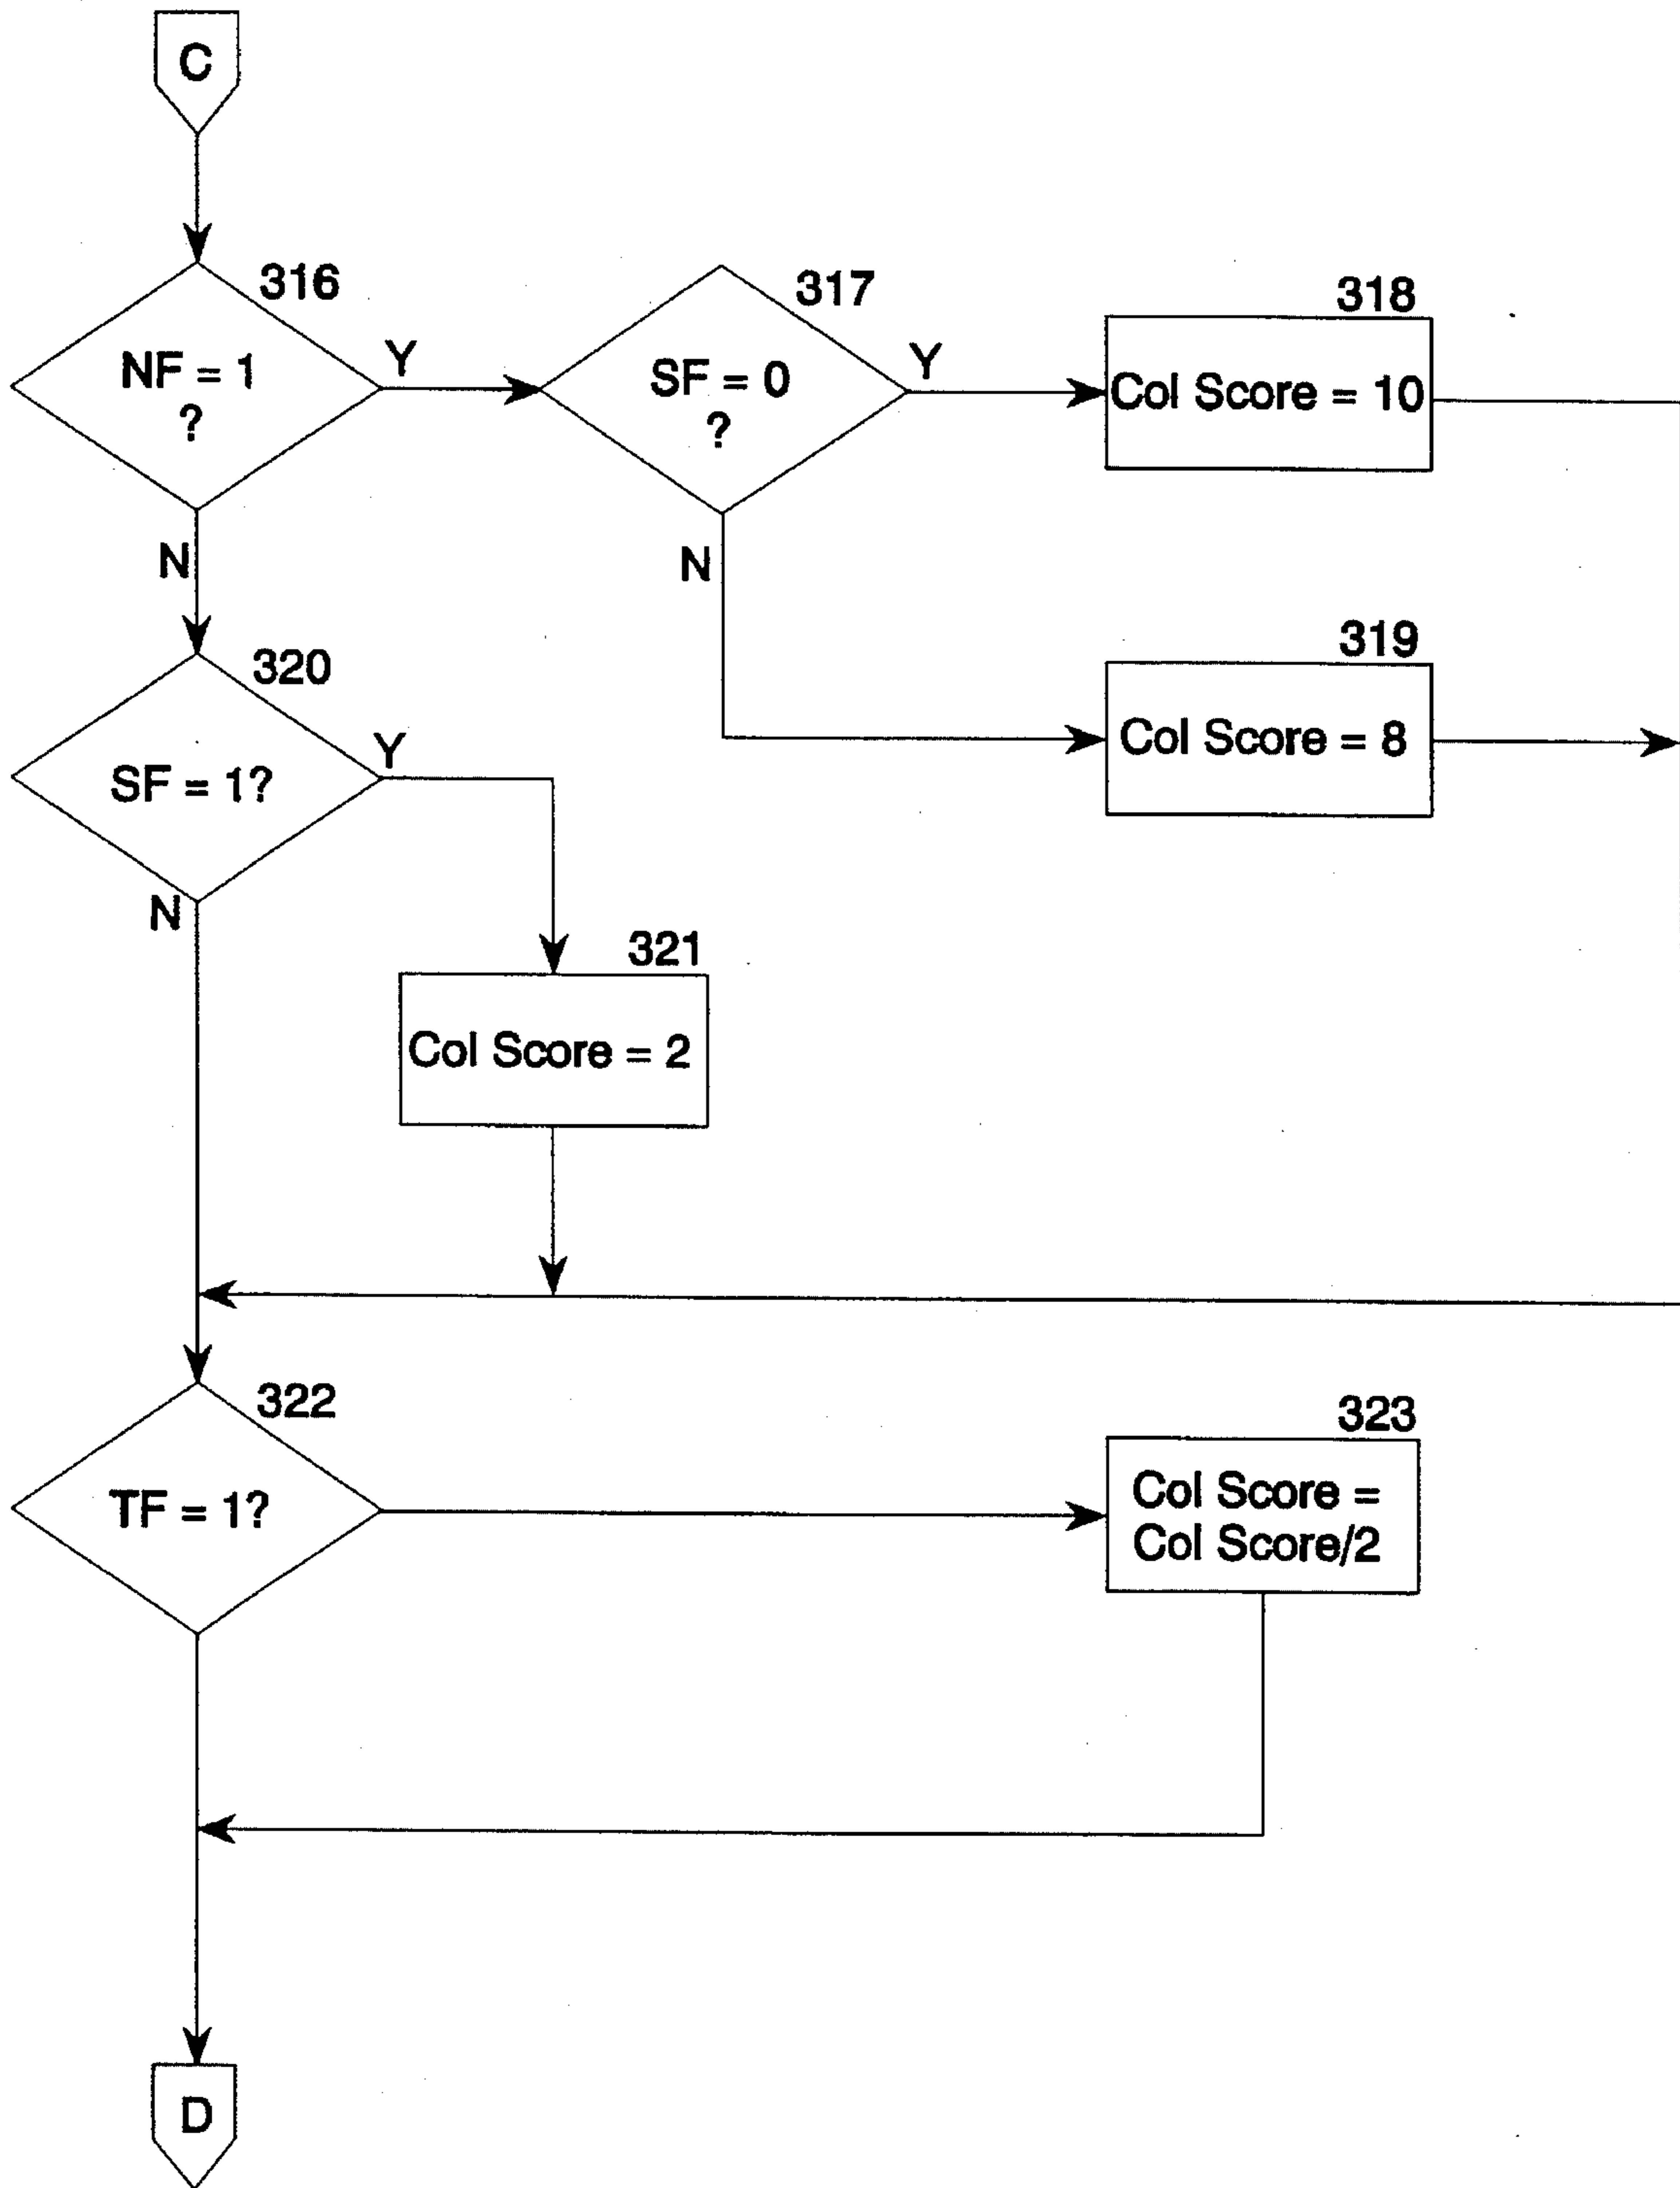 C
316
NF = 1
?
Y
N
317
SF = 0
?
Y
N
318
Col Score = 10
319
Col Score = 8
320
SF = 1?
Y
N
321
Col Score = 2
322
TF = 1?
323
Col Score =
Col Score/2
D